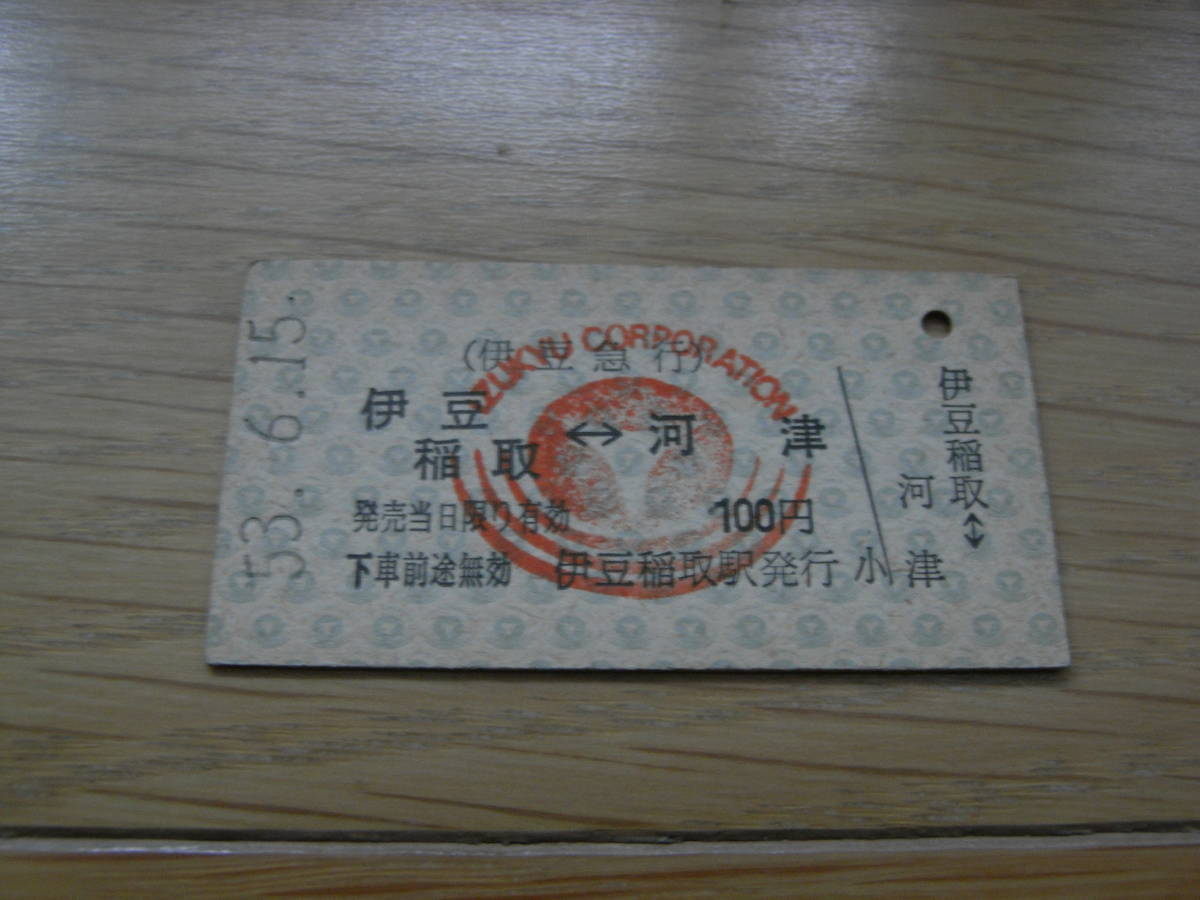 53.-6.15.
IZUKYU CORPORATION
(伊豆急行)
伊豆稲取↔河津
発売当日限り有効 100円
下車前途無効 伊豆稲取駅発行 小
伊豆稲取↔
河津